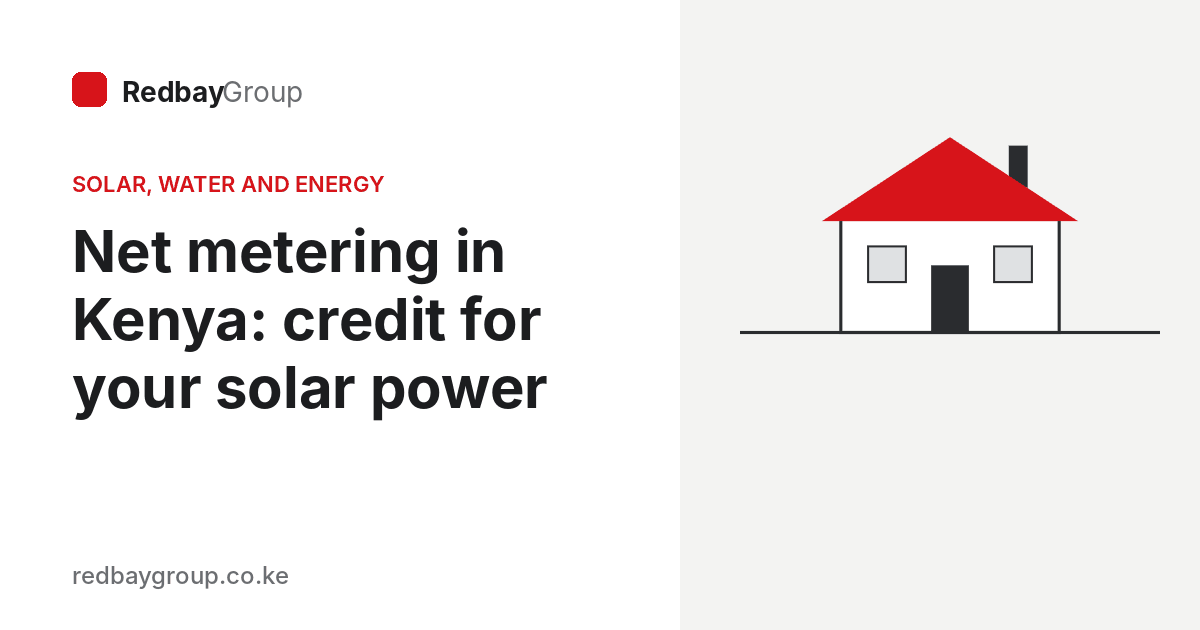 RedbayGroup
SOLAR, WATER AND ENERGY
Net metering in
Kenya: credit for
your solar power
redbaygroup.co.ke